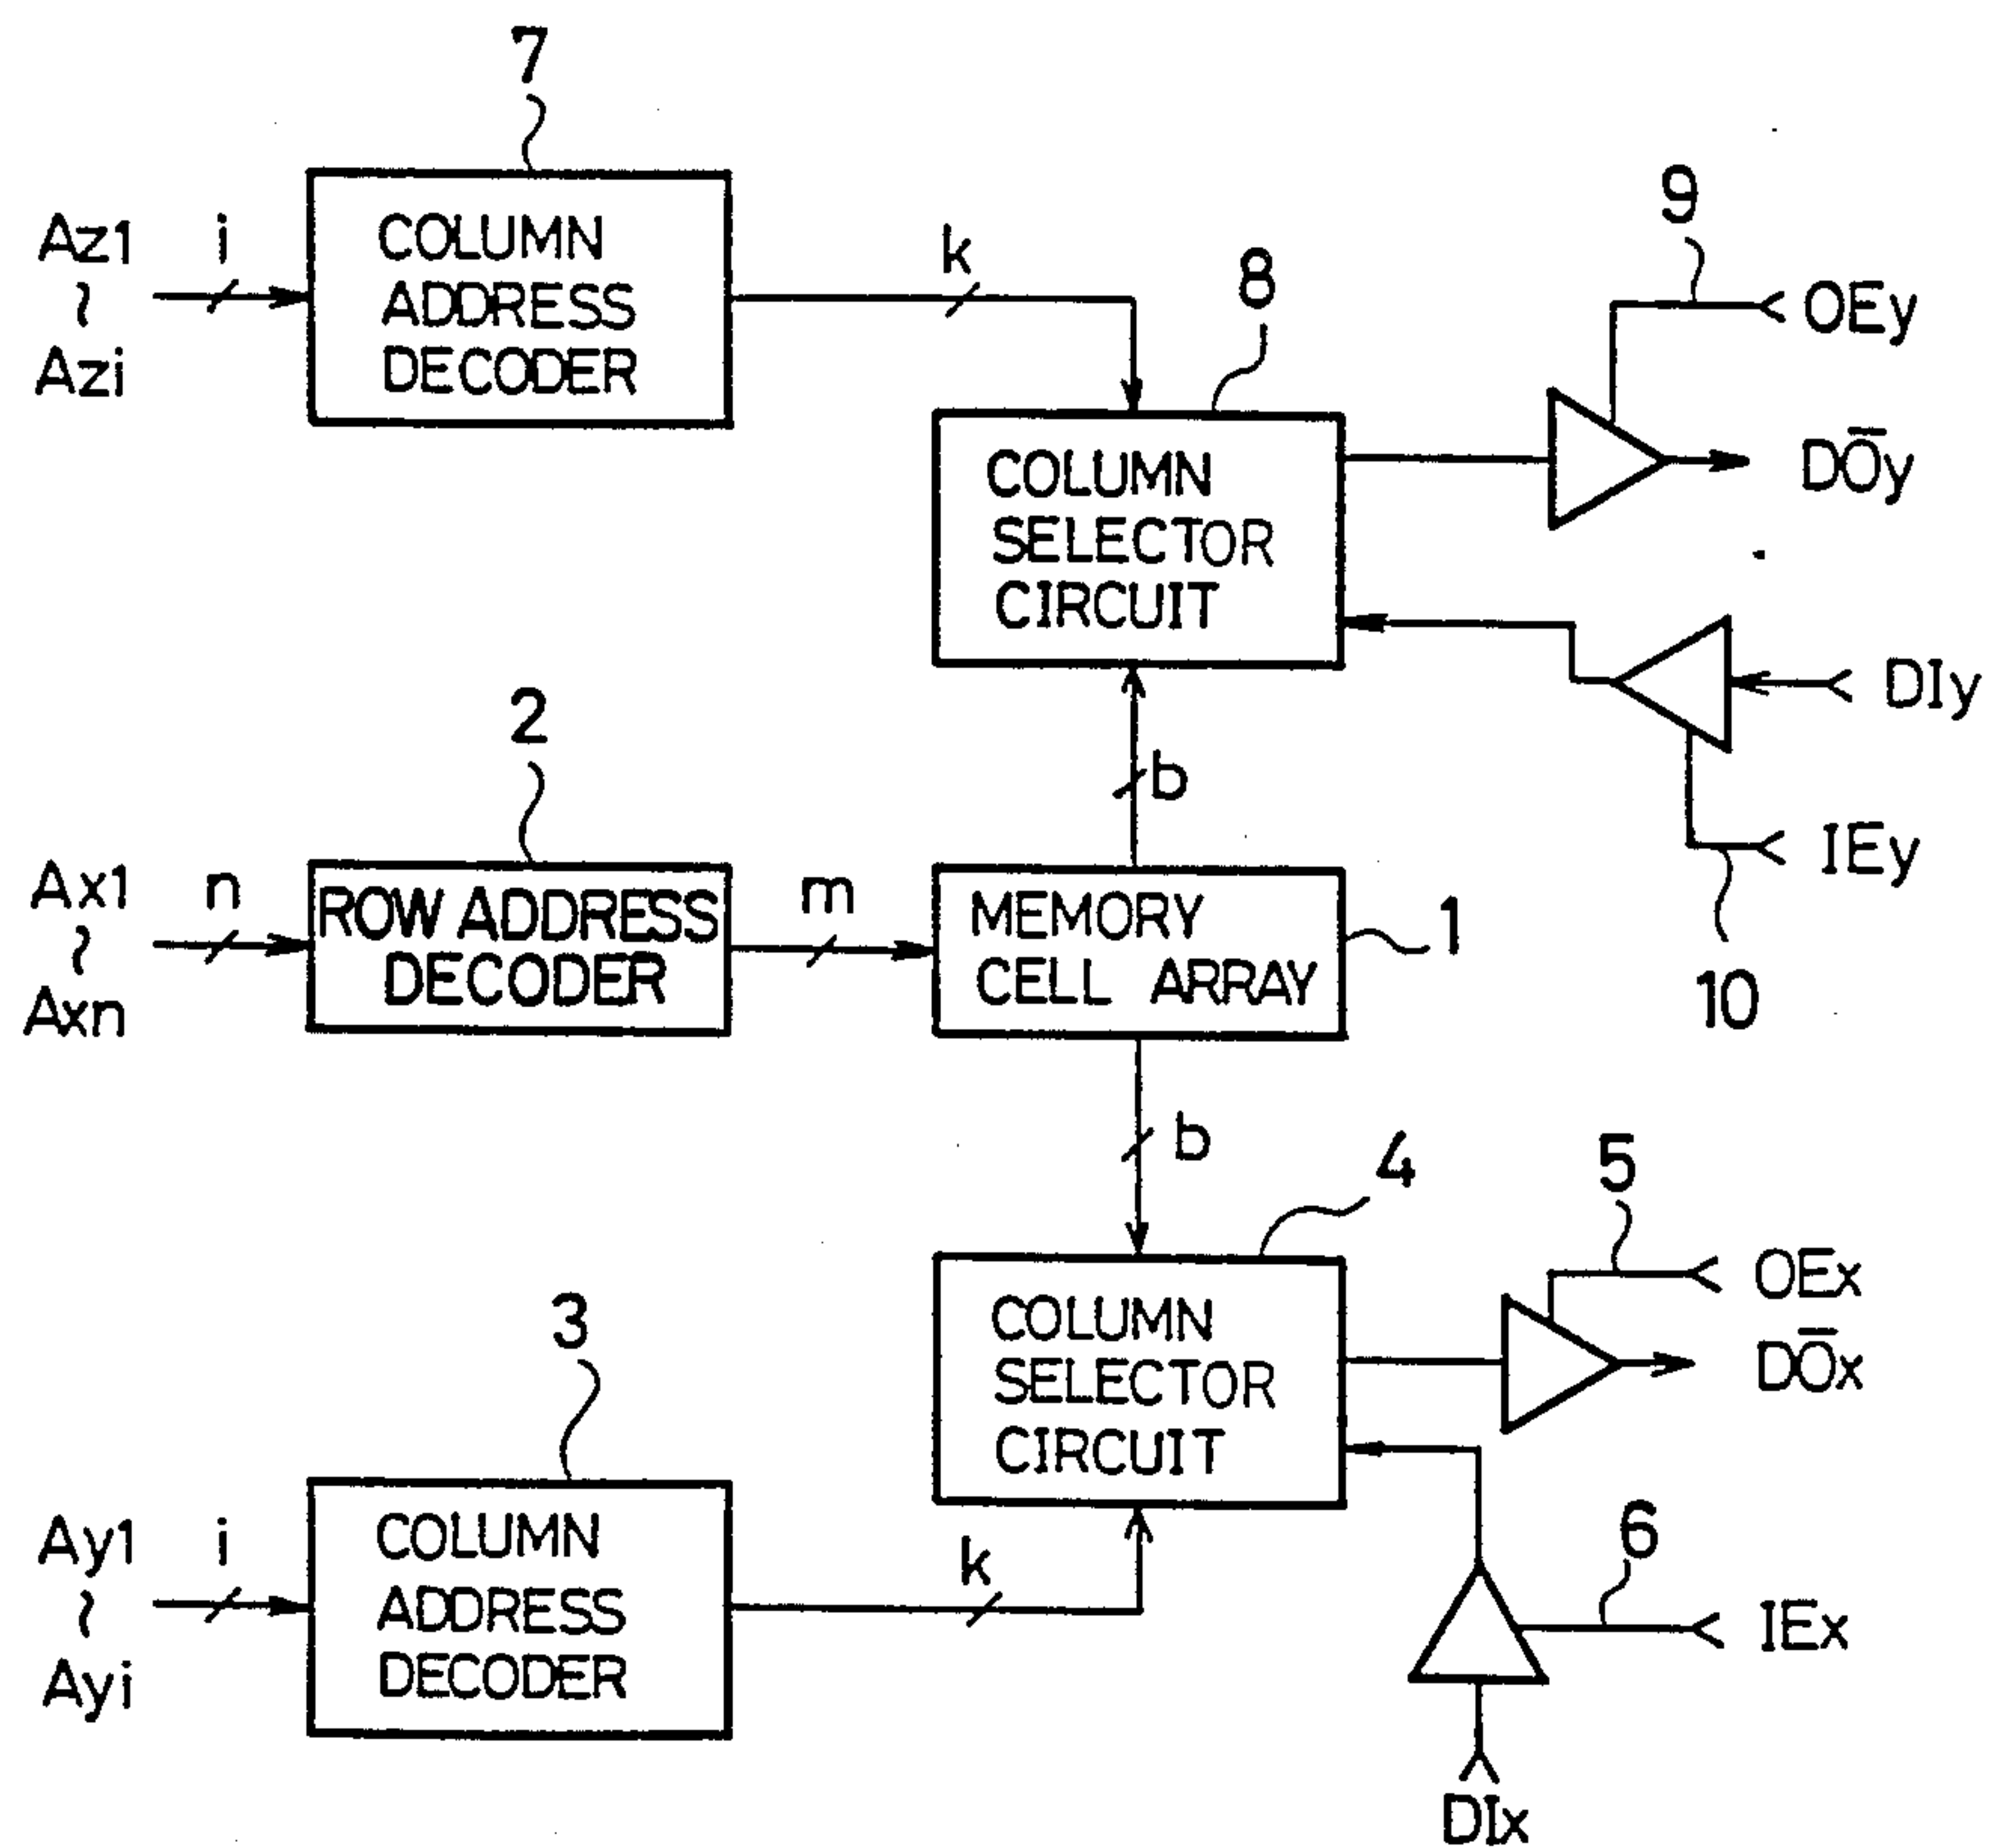 7
Az1
~
Azi
i
COLUMN
ADDRESS
DECODER
k
8
COLUMN
SELECTOR
CIRCUIT
9
OEy
DO̅y
DIy
IEy
10
b
2
Ax1
~
Axn
n
ROW ADDRESS
DECODER
m
MEMORY
CELL ARRAY
1
b
4
COLUMN
SELECTOR
CIRCUIT
5
OEx
DO̅x
6
IEx
DIx
3
Ay1
~
Ayi
i
COLUMN
ADDRESS
DECODER
k